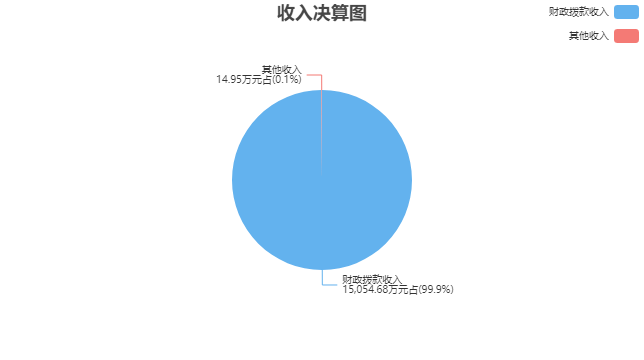 收入决算图
财政拨款收入
其他收入
其他收入
14.95万元占(0.1%)
财政拨款收入
15,054.68万元占(99.9%)